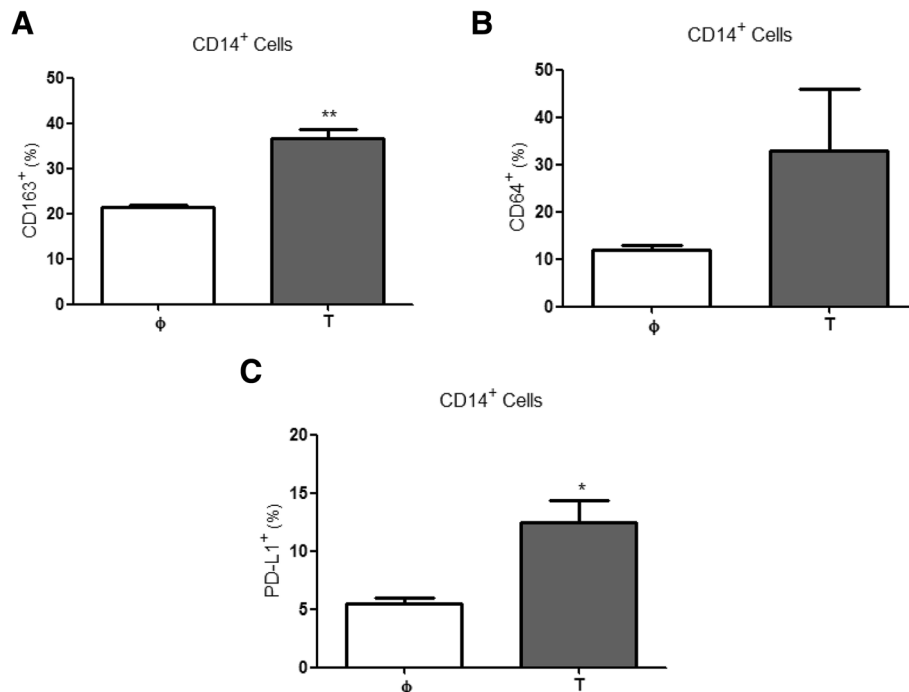 A
CD14⁺ Cells
CD163⁺ (%)
50
40
30
20
10
0
**
ϕ
T
B
CD14⁺ Cells
CD64⁺ (%)
50
40
30
20
10
0
ϕ
T
C
CD14⁺ Cells
PD-L1⁺ (%)
20
15
10
5
0
*
ϕ
T